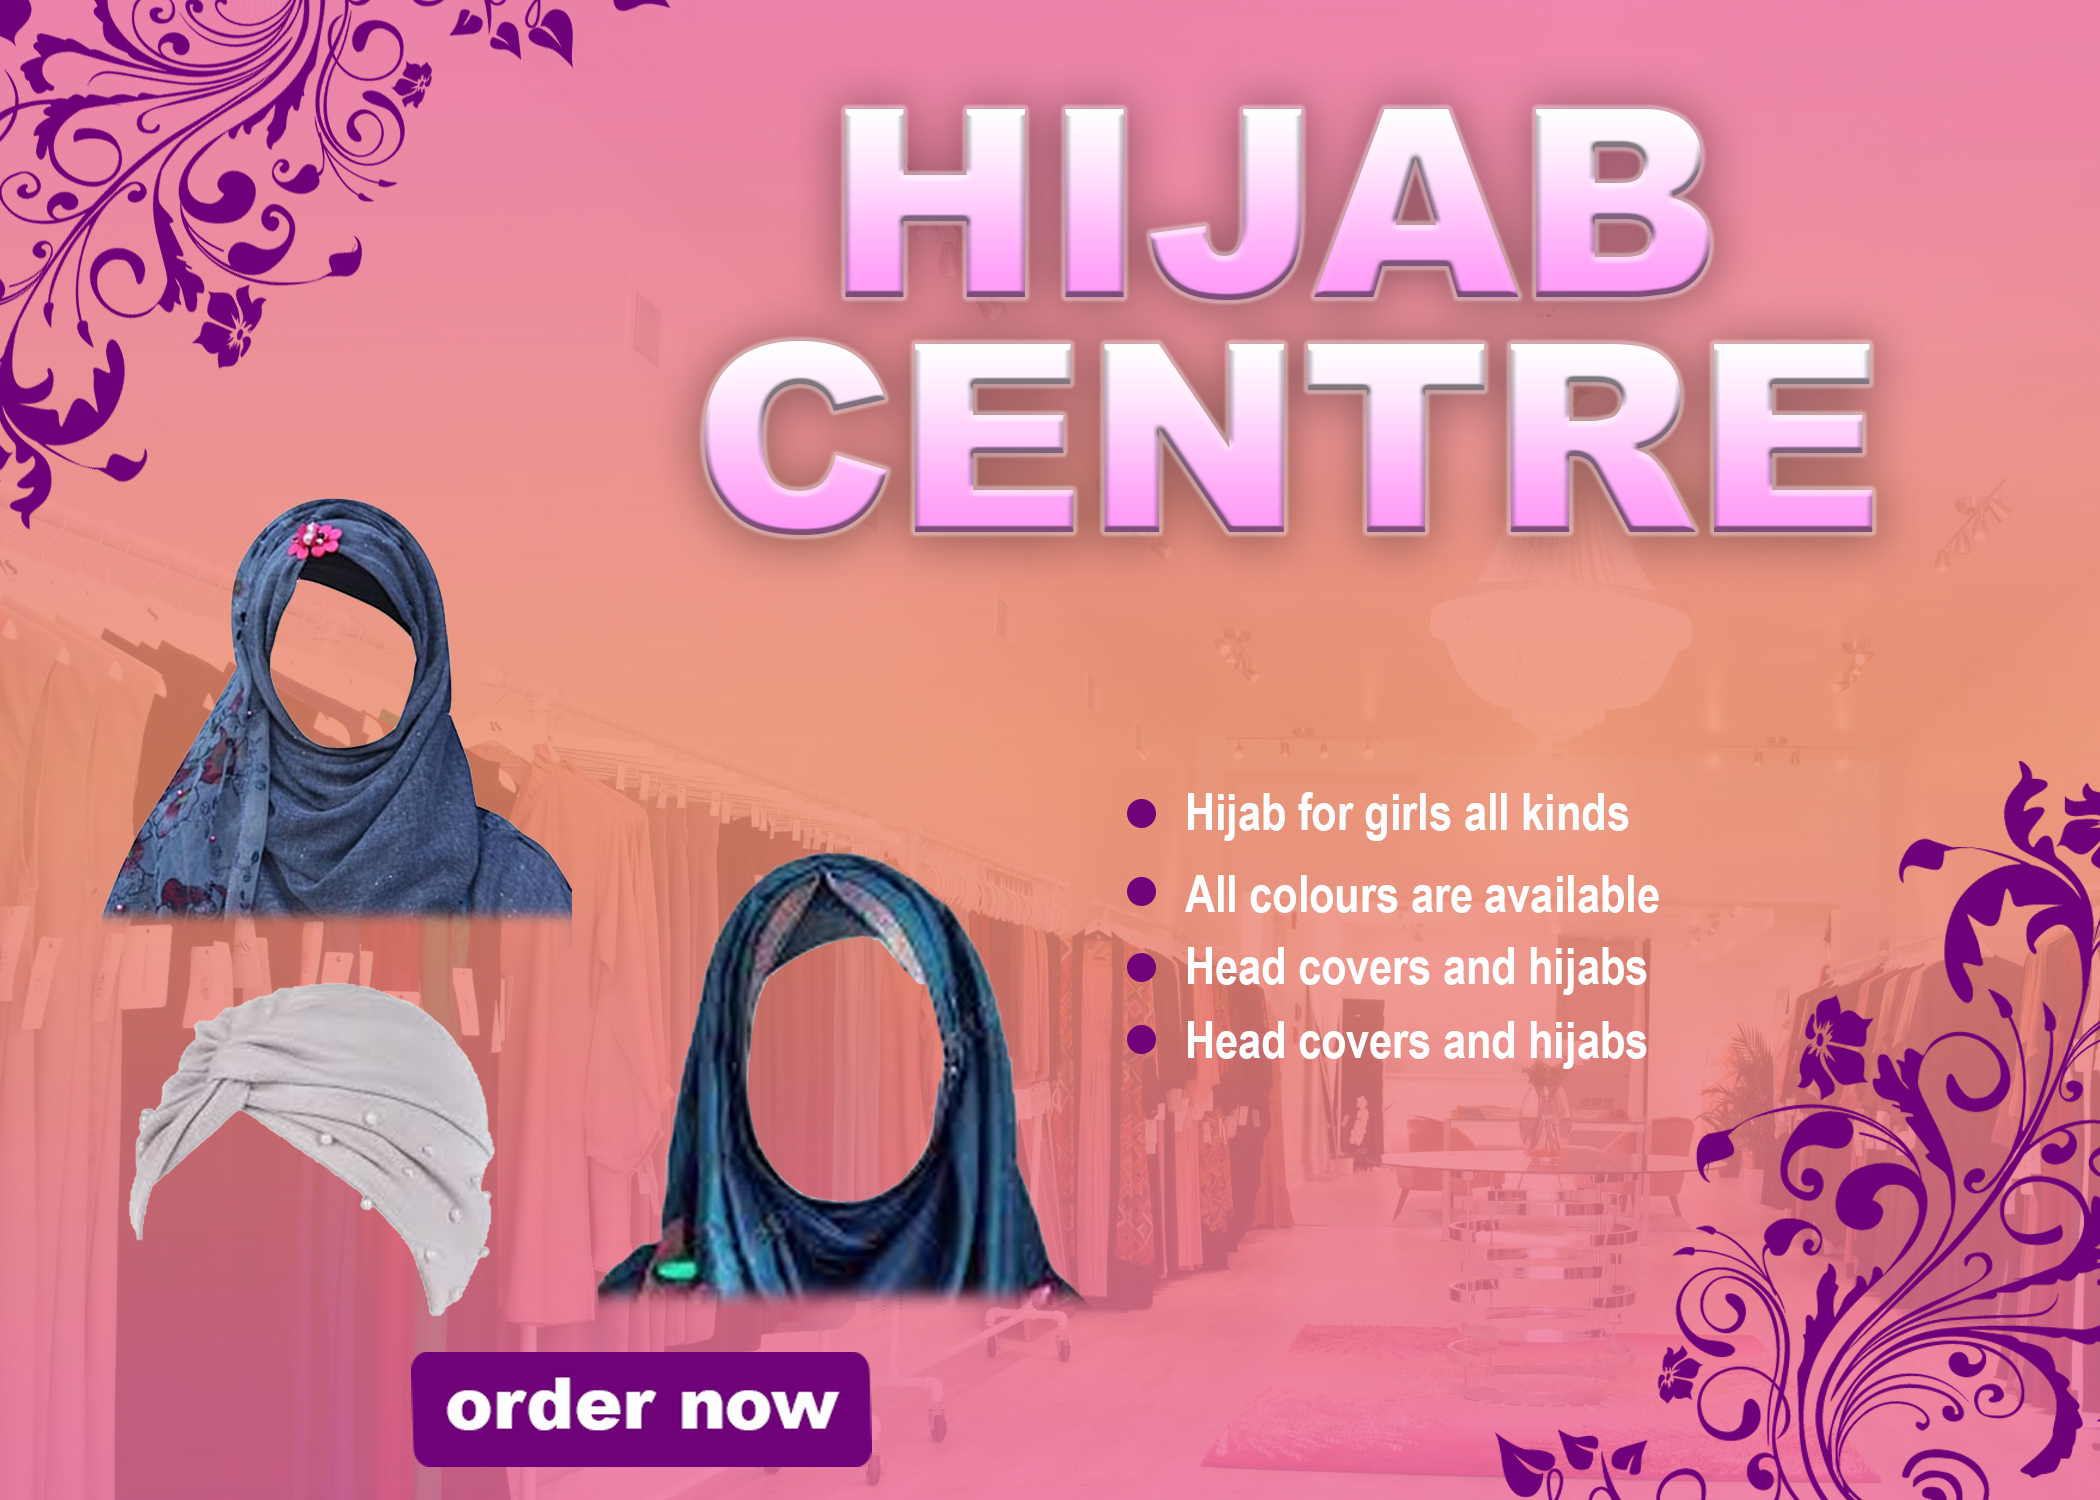 HIJAB
CENTRE
Hijab for girls all kinds
All colours are available
Head covers and hijabs
Head covers and hijabs
order now